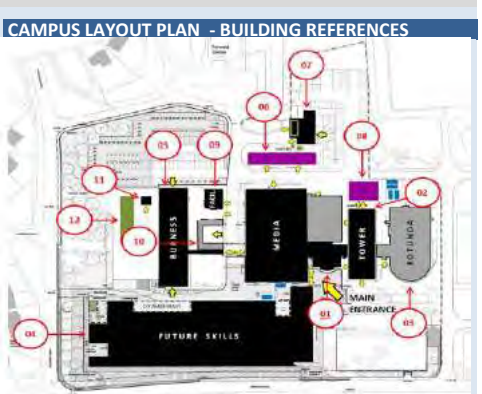 CAMPUS LAYOUT PLAN - BUILDING REFERENCES
07
06
05
09
08
11
02
12
BURNESS
MEDIA
TOWER
ROTUNDA
10
MAIN
ENTRANCE
01
03
04
FUTURE SKILLS